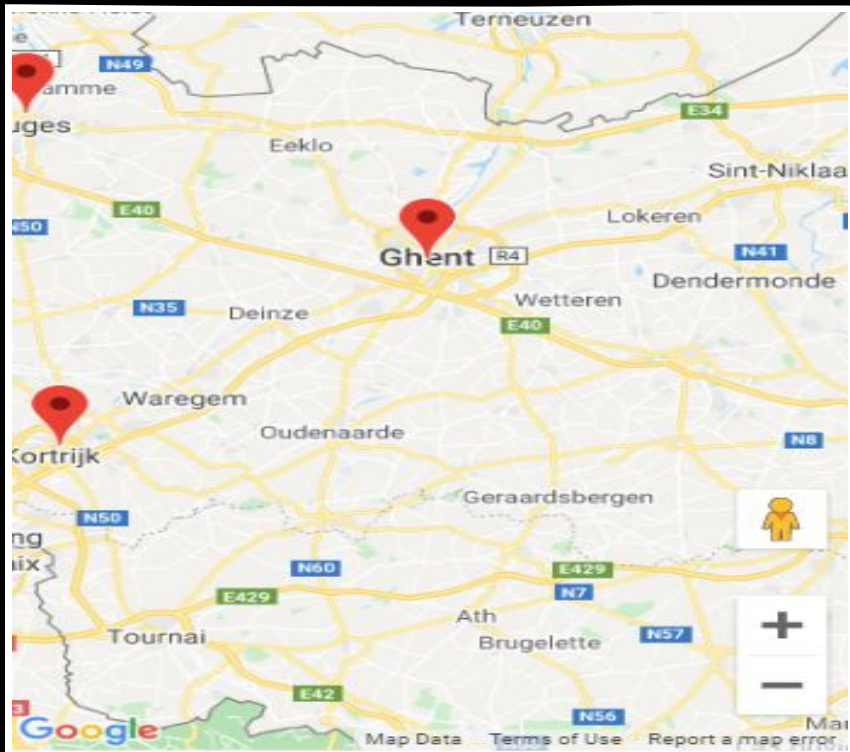 Terneuzen
N49
amme
uges
E34
Eeklo
Sint-Niklaa
E40
Lokeren
N50
Ghent
R4
N41
Dendermonde
Wetteren
N35
Deinze
E40
Waregem
Oudenaarde
N8
Kortrijk
Geraardsbergen
N50
ng
aix
N60
E429
E429
N7
Ath
Tournai
Brugelette
N57
E42
N56
Google
Map Data
Terms of Use
Report a map error